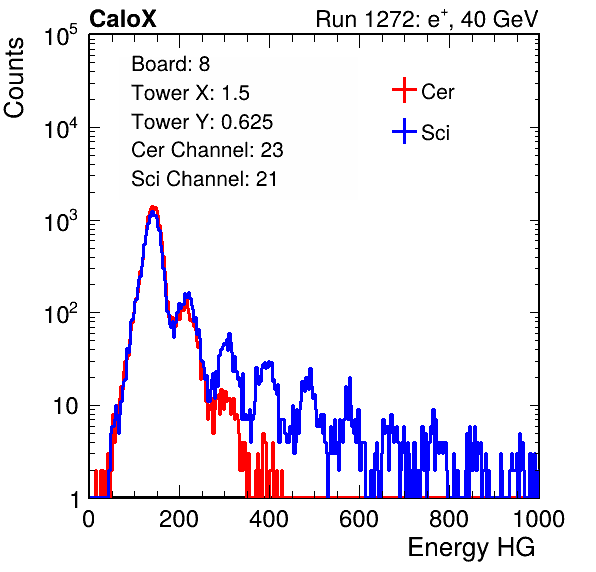 CaloX Run 1272: e⁺, 40 GeV
Counts
Board: 8
Tower X: 1.5
Tower Y: 0.625
Cer Channel: 23
Sci Channel: 21
Cer
Sci
10⁵
10⁴
10³
10²
10
1
0 200 400 600 800 1000
Energy HG